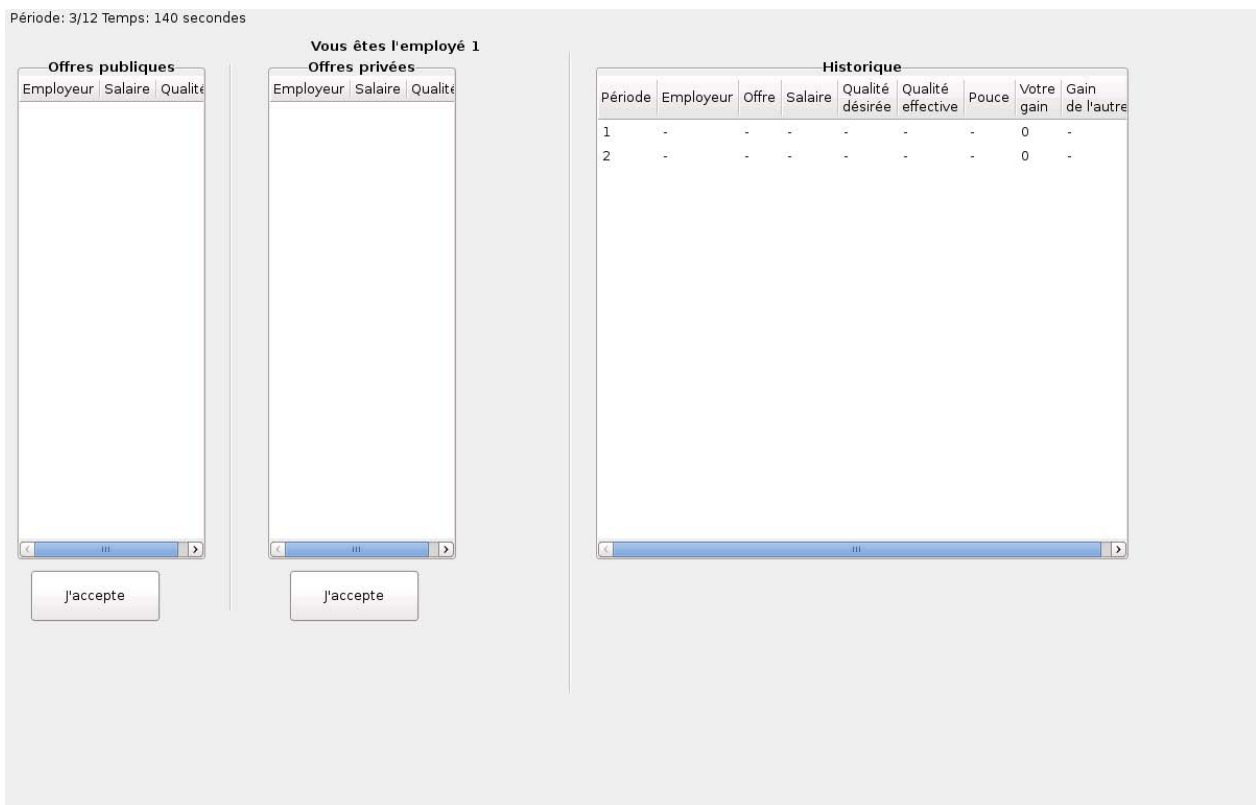 Période: 3/12 Temps: 140 secondes
Vous êtes l'employé 1
Offres publiques
Employeur Salaire Qualité
J'accepte
Offres privées
Employeur Salaire Qualité
J'accepte
Historique
Période Employeur Offre Salaire Qualité désirée Qualité effective Pouce Votre gain Gain de l'autre
1 - - - - - - 0 -
2 - - - - - - 0 -